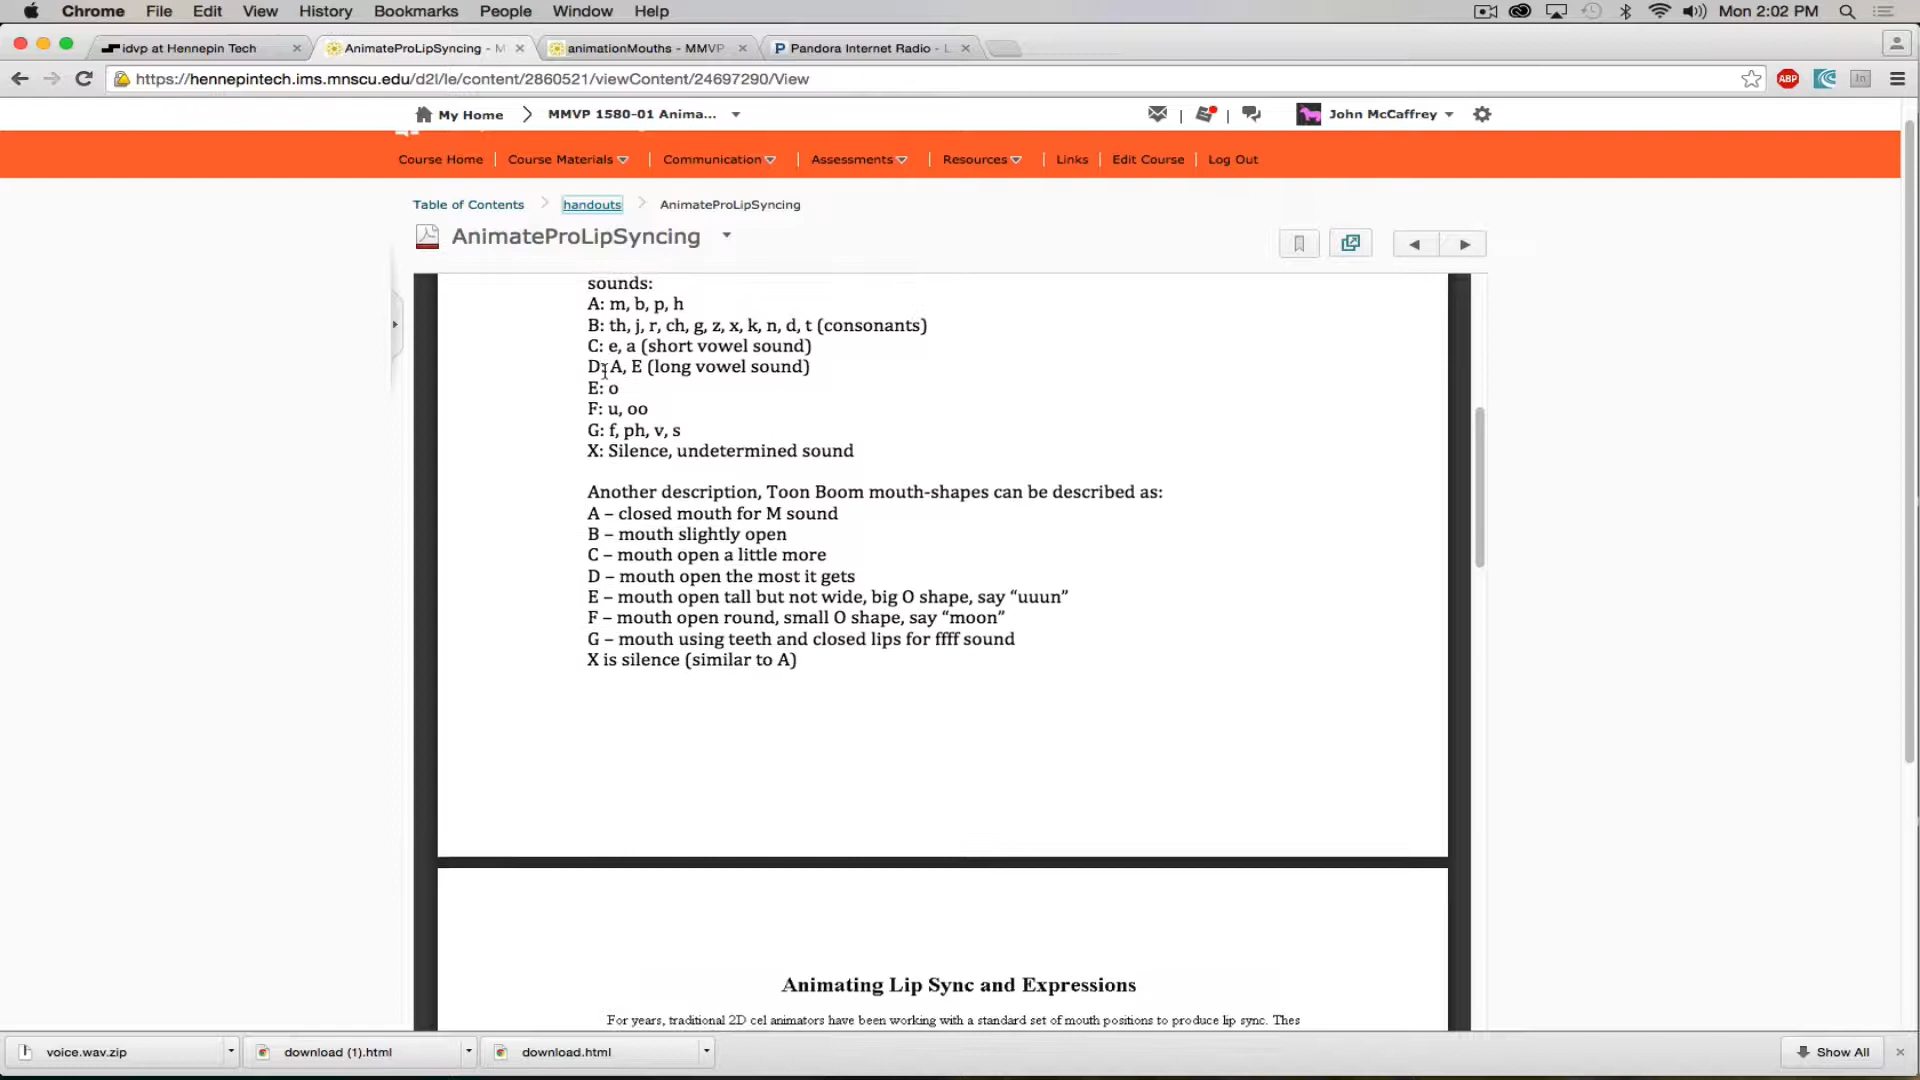 Chrome File Edit View History Bookmarks People Window Help Mon 2:02 PM
idvp at Hennepin Tech AnimateProLipSyncing - M animationMouths - MMVP Pandora Internet Radio - L
https://hennepintech.ims.mnscu.edu/d2l/le/content/2860521/viewContent/24697290/View ABP In
My Home MMVP 1580-01 Anima... John McCaffrey
Course Home Course Materials Communication Assessments Resources Links Edit Course Log Out
Table of Contents handouts AnimateProLipSyncing
AnimateProLipSyncing
sounds:
A: m, b, p, h
B: th, j, r, ch, g, z, x, k, n, d, t (consonants)
C: e, a (short vowel sound)
D: A, E (long vowel sound)
E: o
F: u, oo
G: f, ph, v, s
X: Silence, undetermined sound
Another description, Toon Boom mouth-shapes can be described as:
A – closed mouth for M sound
B – mouth slightly open
C – mouth open a little more
D – mouth open the most it gets
E – mouth open tall but not wide, big O shape, say “uuun”
F – mouth open round, small O shape, say “moon”
G – mouth using teeth and closed lips for ffff sound
X is silence (similar to A)
Animating Lip Sync and Expressions
For years, traditional 2D cel animators have been working with a standard set of mouth positions to produce lip sync. Thes
voice.wav.zip download (1).html download.html Show All